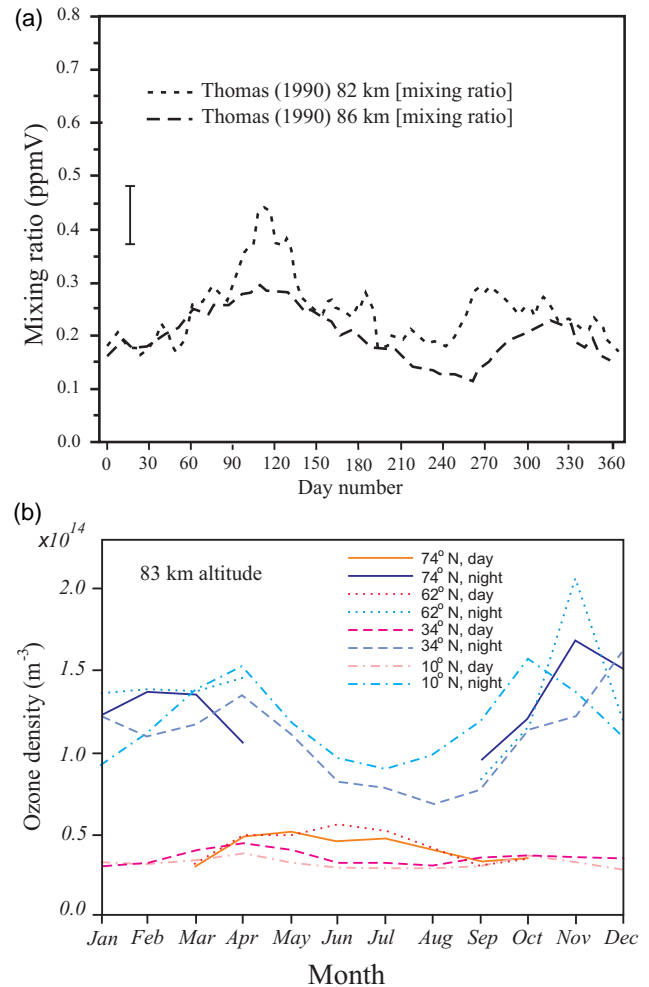 (a)
0.8
0.7
0.6
0.5
0.4
0.3
0.2
0.1
0.0
Mixing ratio (ppmV)
Thomas (1990) 82 km [mixing ratio]
Thomas (1990) 86 km [mixing ratio]
0 30 60 90 120 150 180 210 240 270 300 330 360
Day number
(b)
x10^14
2.0
1.5
1.0
0.5
0.0
Ozone density (m^-3)
83 km altitude
74° N, day
74° N, night
62° N, day
62° N, night
34° N, day
34° N, night
10° N, day
10° N, night
Jan Feb Mar Apr May Jun Jul Aug Sep Oct Nov Dec
Month